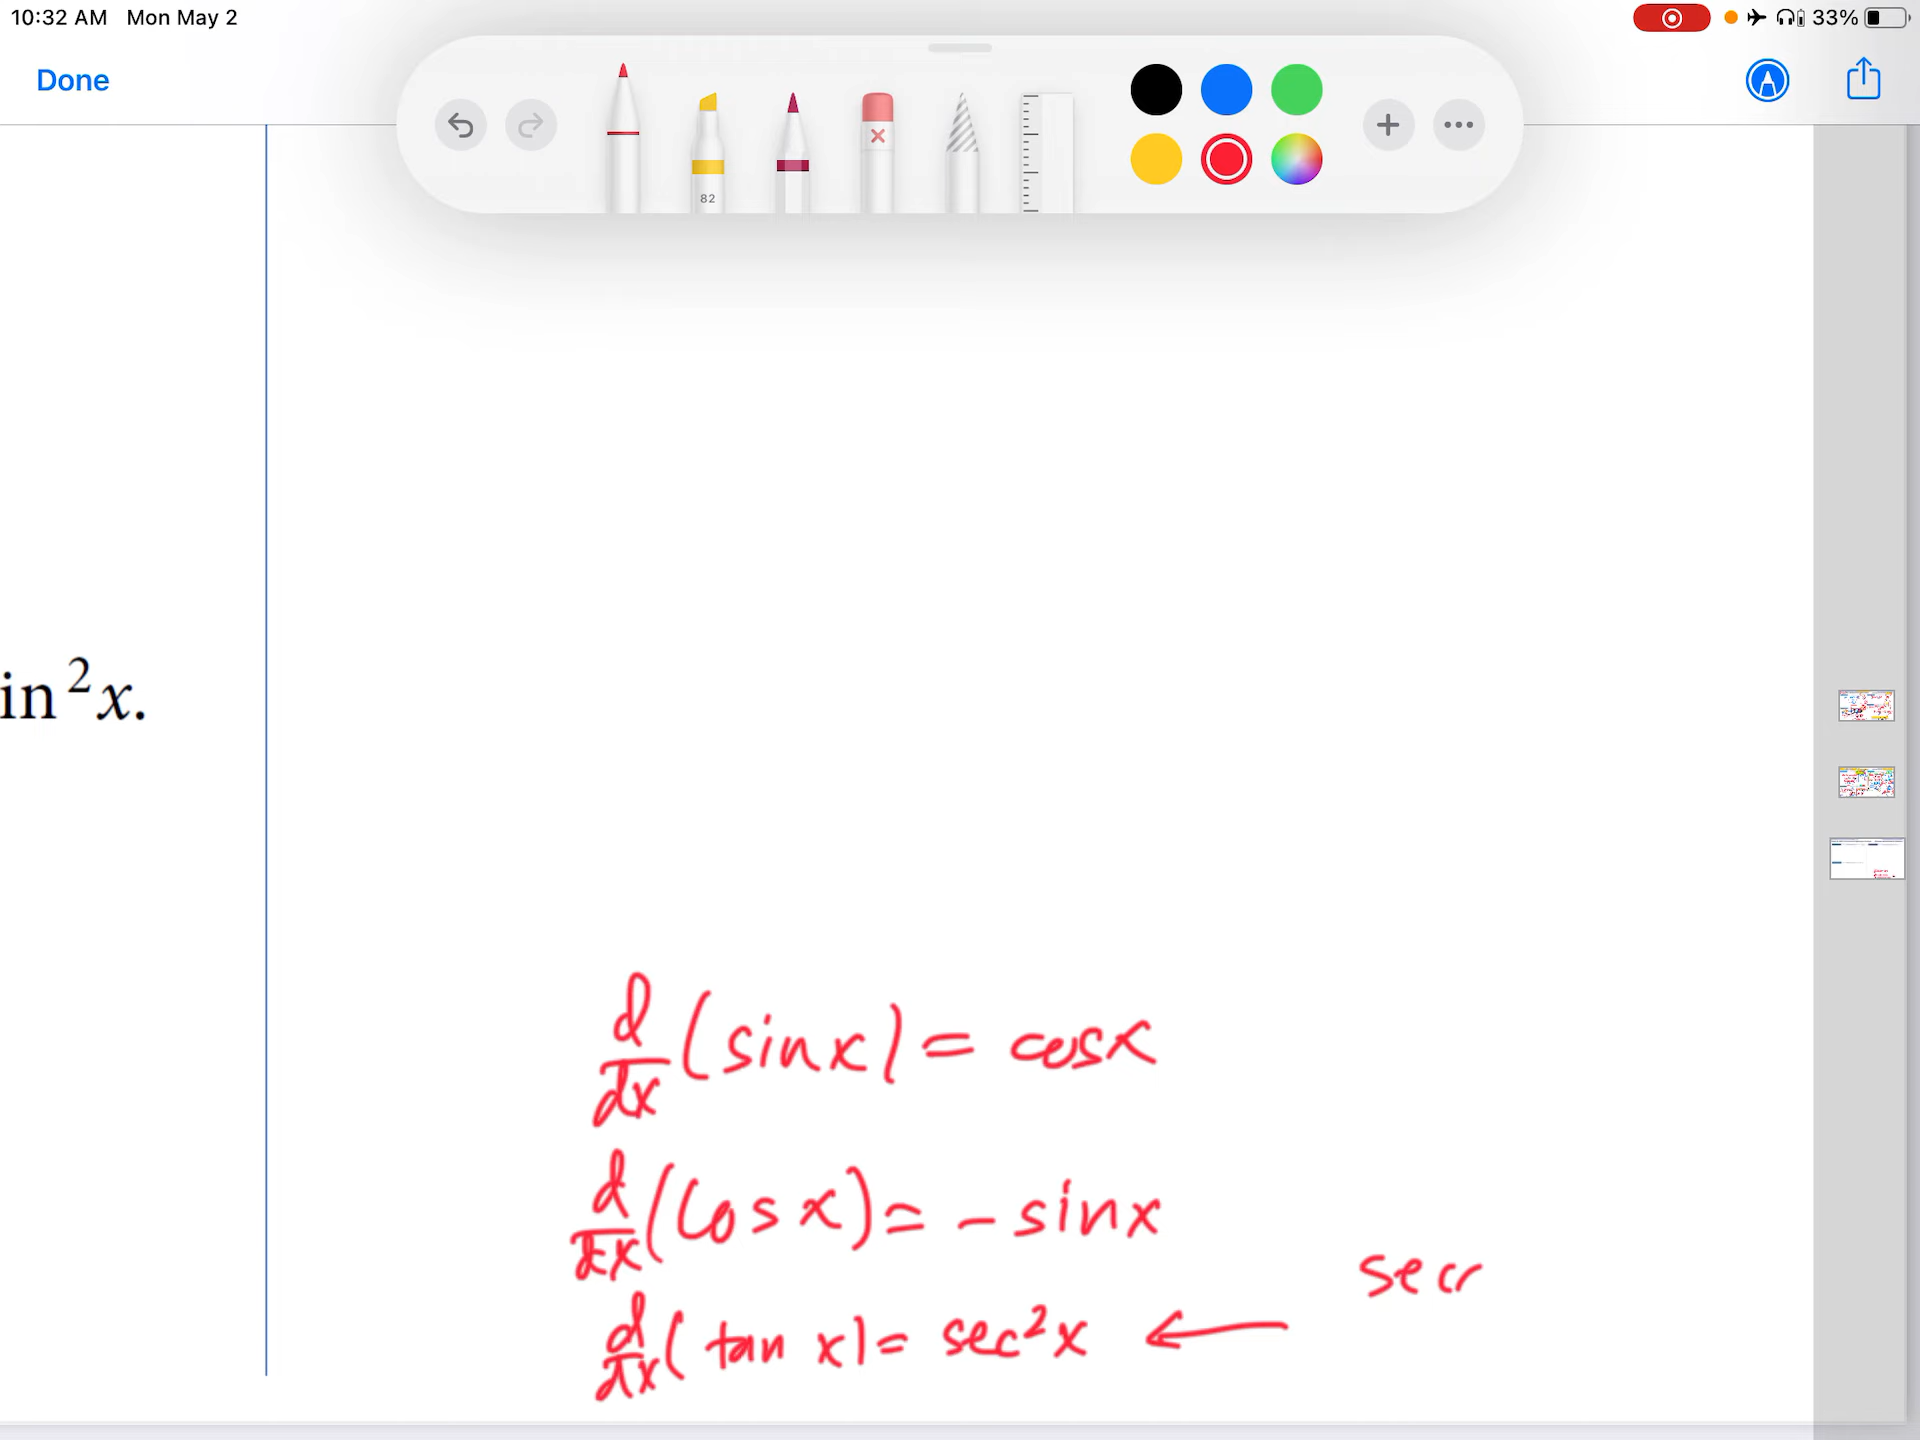 10:32 AM Mon May 2
33%
Done
82
in²x.
d/dx (sinx) = cosx
d/dx (cos x) = - sinx
sec
d/dx ( tan x) = sec²x ←